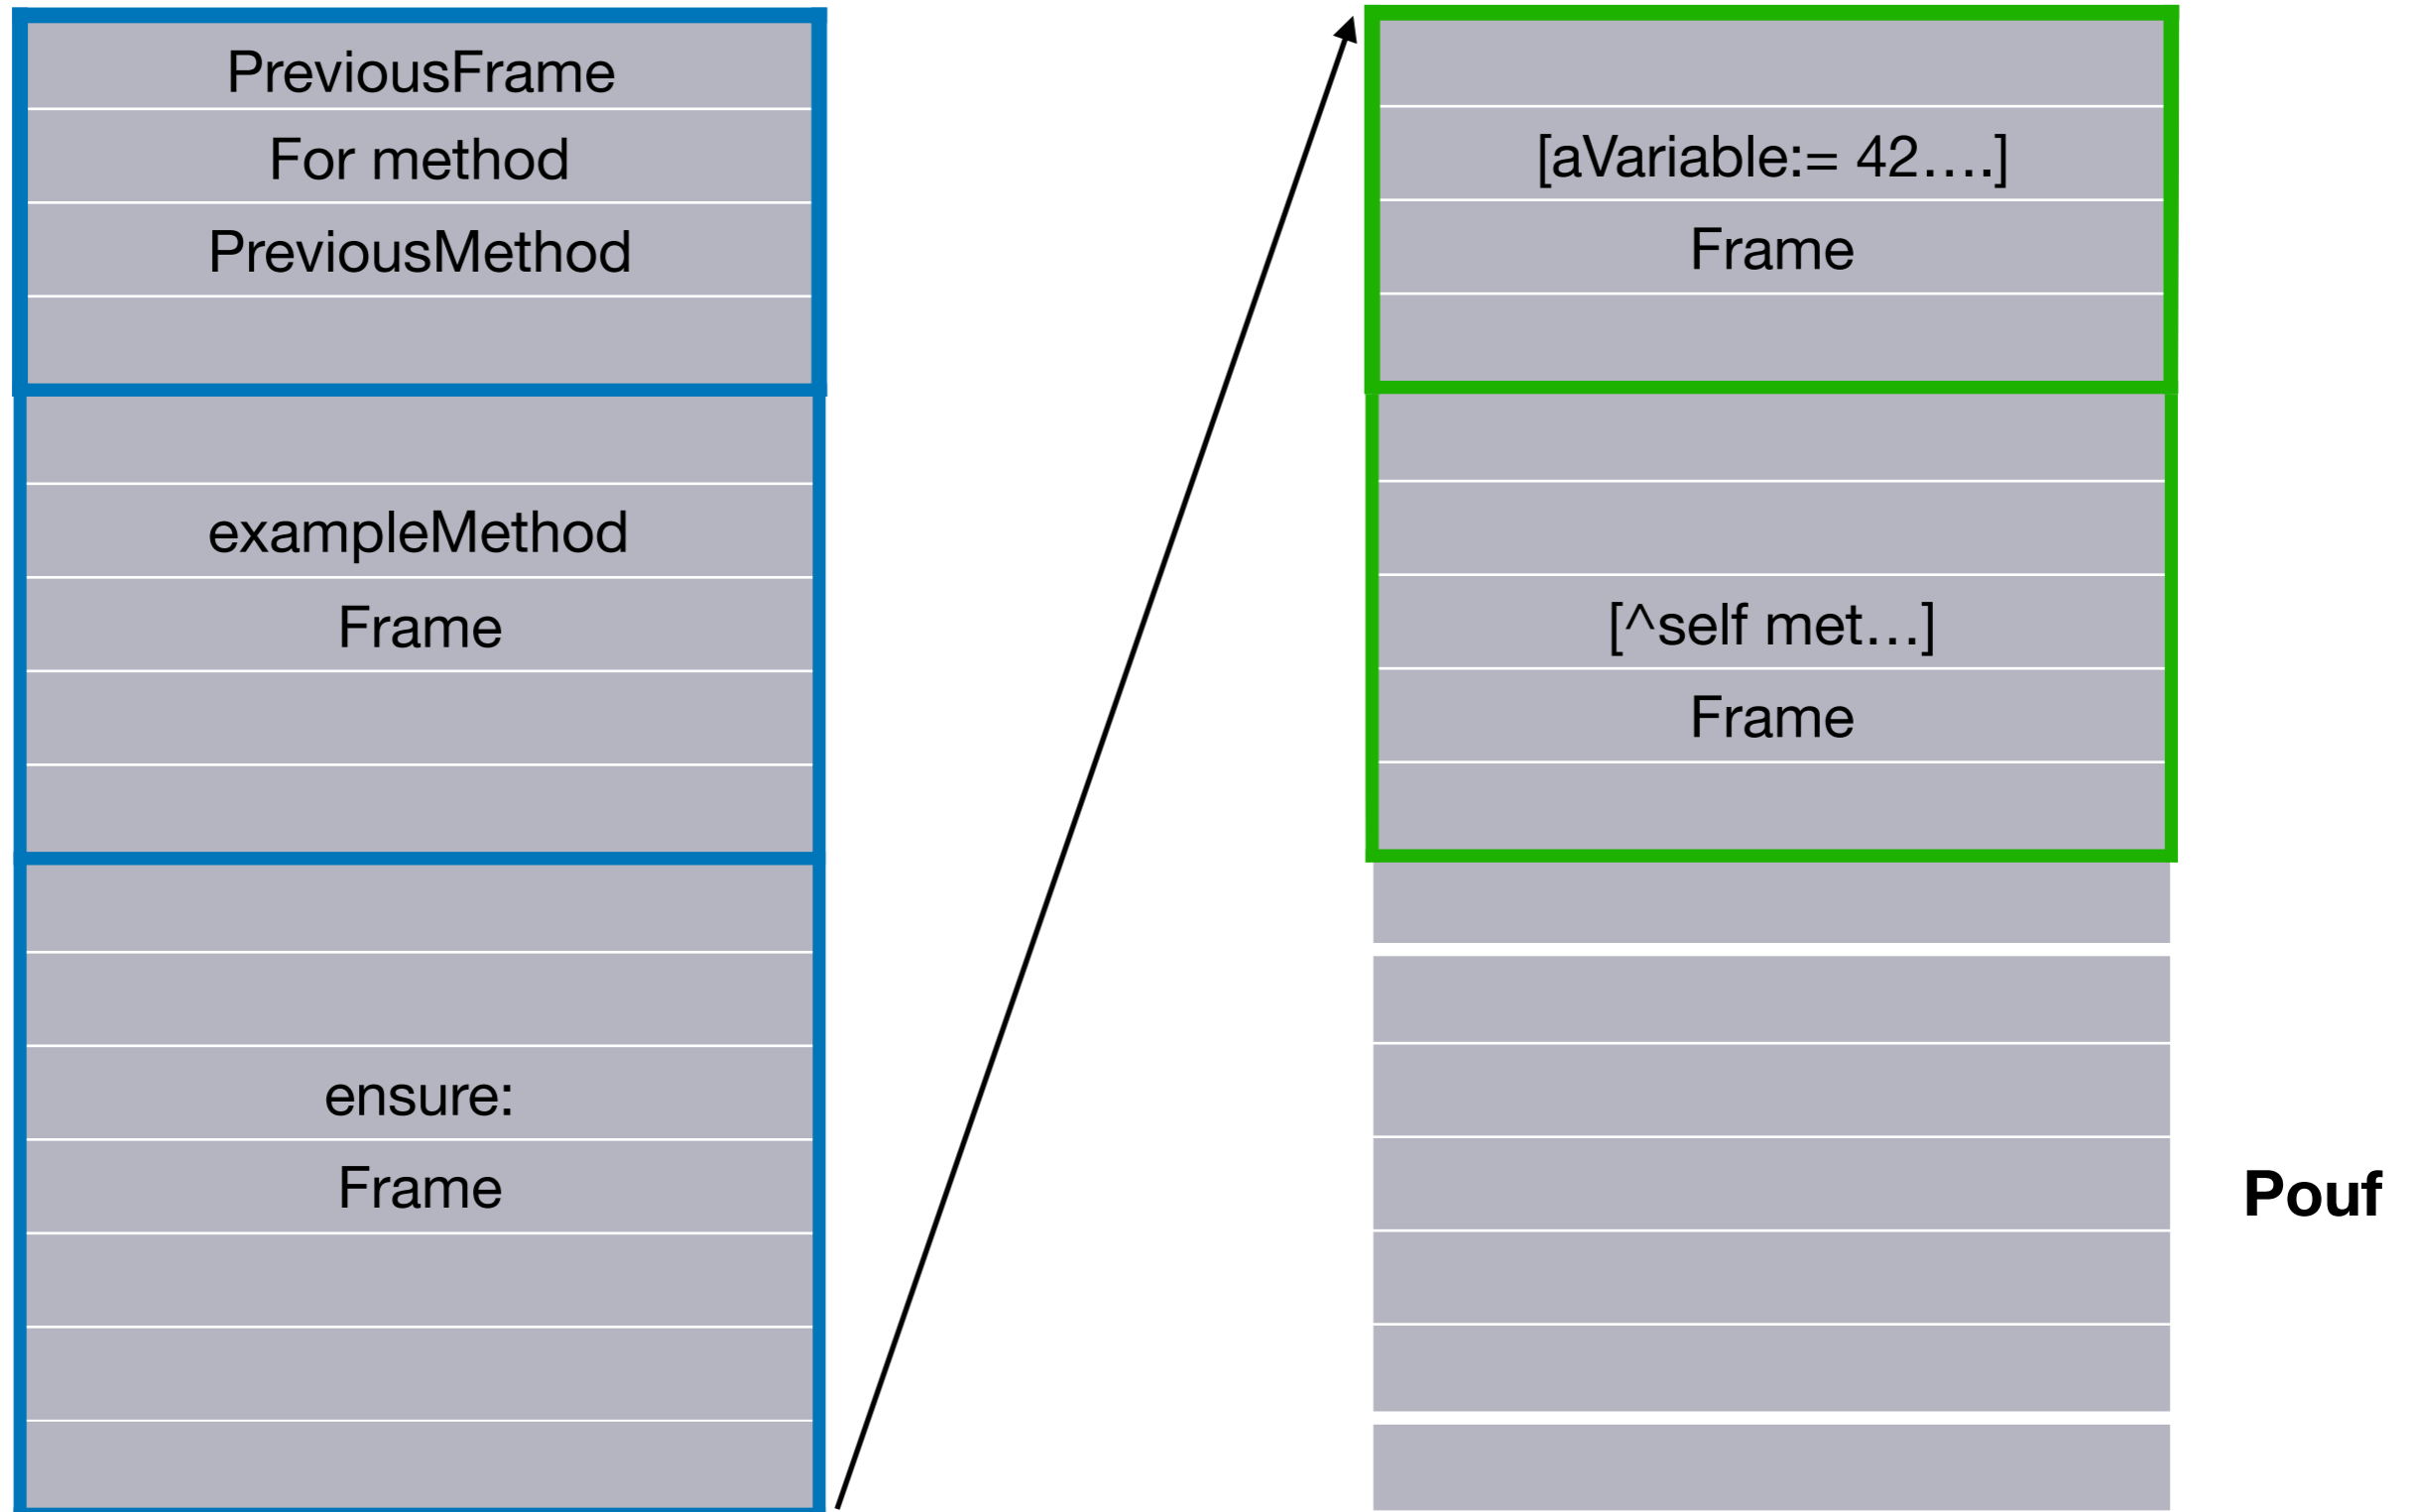 PreviousFrame
For method
PreviousMethod
exampleMethod
Frame
ensure:
Frame
[aVariable:= 42….]
Frame
[^self met…]
Frame
Pouf